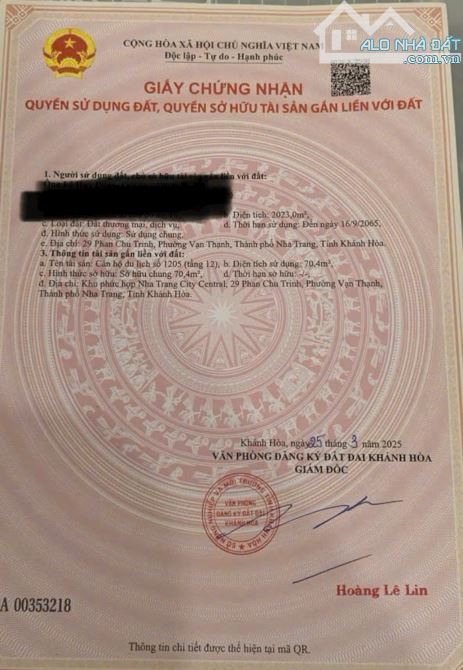 CỘNG HÒA XÃ HỘI CHỦ NGHĨA VIỆT NAM
Độc lập - Tự do - Hạnh phúc
ALO NHÀ ĐẤT
.com.vn
GIẤY CHỨNG NHẬN
QUYỀN SỬ DỤNG ĐẤT, QUYỀN SỞ HỮU TÀI SẢN GẮN LIỀN VỚI ĐẤT
1. Người sử dụng đất, chủ sở hữu tài sản gắn liền với đất:
b. Diện tích: 2023,0m²,
c. Loại đất: Đất thương mại, dịch vụ, d. Thời hạn sử dụng: Đến ngày 16/9/2065,
đ. Hình thức sử dụng: Sử dụng chung,
e. Địa chỉ: 29 Phan Chu Trinh, Phường Vạn Thạnh, Thành phố Nha Trang, Tỉnh Khánh Hòa.
3. Thông tin tài sản gắn liền với đất:
a. Tên tài sản: Căn hộ du lịch số 1205 (tầng 12), b. Diện tích sử dụng: 70,4m²,
c. Hình thức sở hữu: Sở hữu chung 70,4m², d. Thời hạn sở hữu: -/-,
đ. Địa chỉ: Khu phức hợp Nha Trang City Central, 29 Phan Chu Trinh, Phường Vạn Thạnh,
Thành phố Nha Trang, Tỉnh Khánh Hòa.
Khánh Hòa, ngày 25 tháng 3 năm 2025
VĂN PHÒNG ĐĂNG KÝ ĐẤT ĐAI KHÁNH HÒA
GIÁM ĐỐC
VĂN PHÒNG
ĐĂNG KÝ ĐẤT ĐAI
KHÁNH HÒA
Hoàng Lê Lin
A 00353218
Thông tin chi tiết được thể hiện tại mã QR.